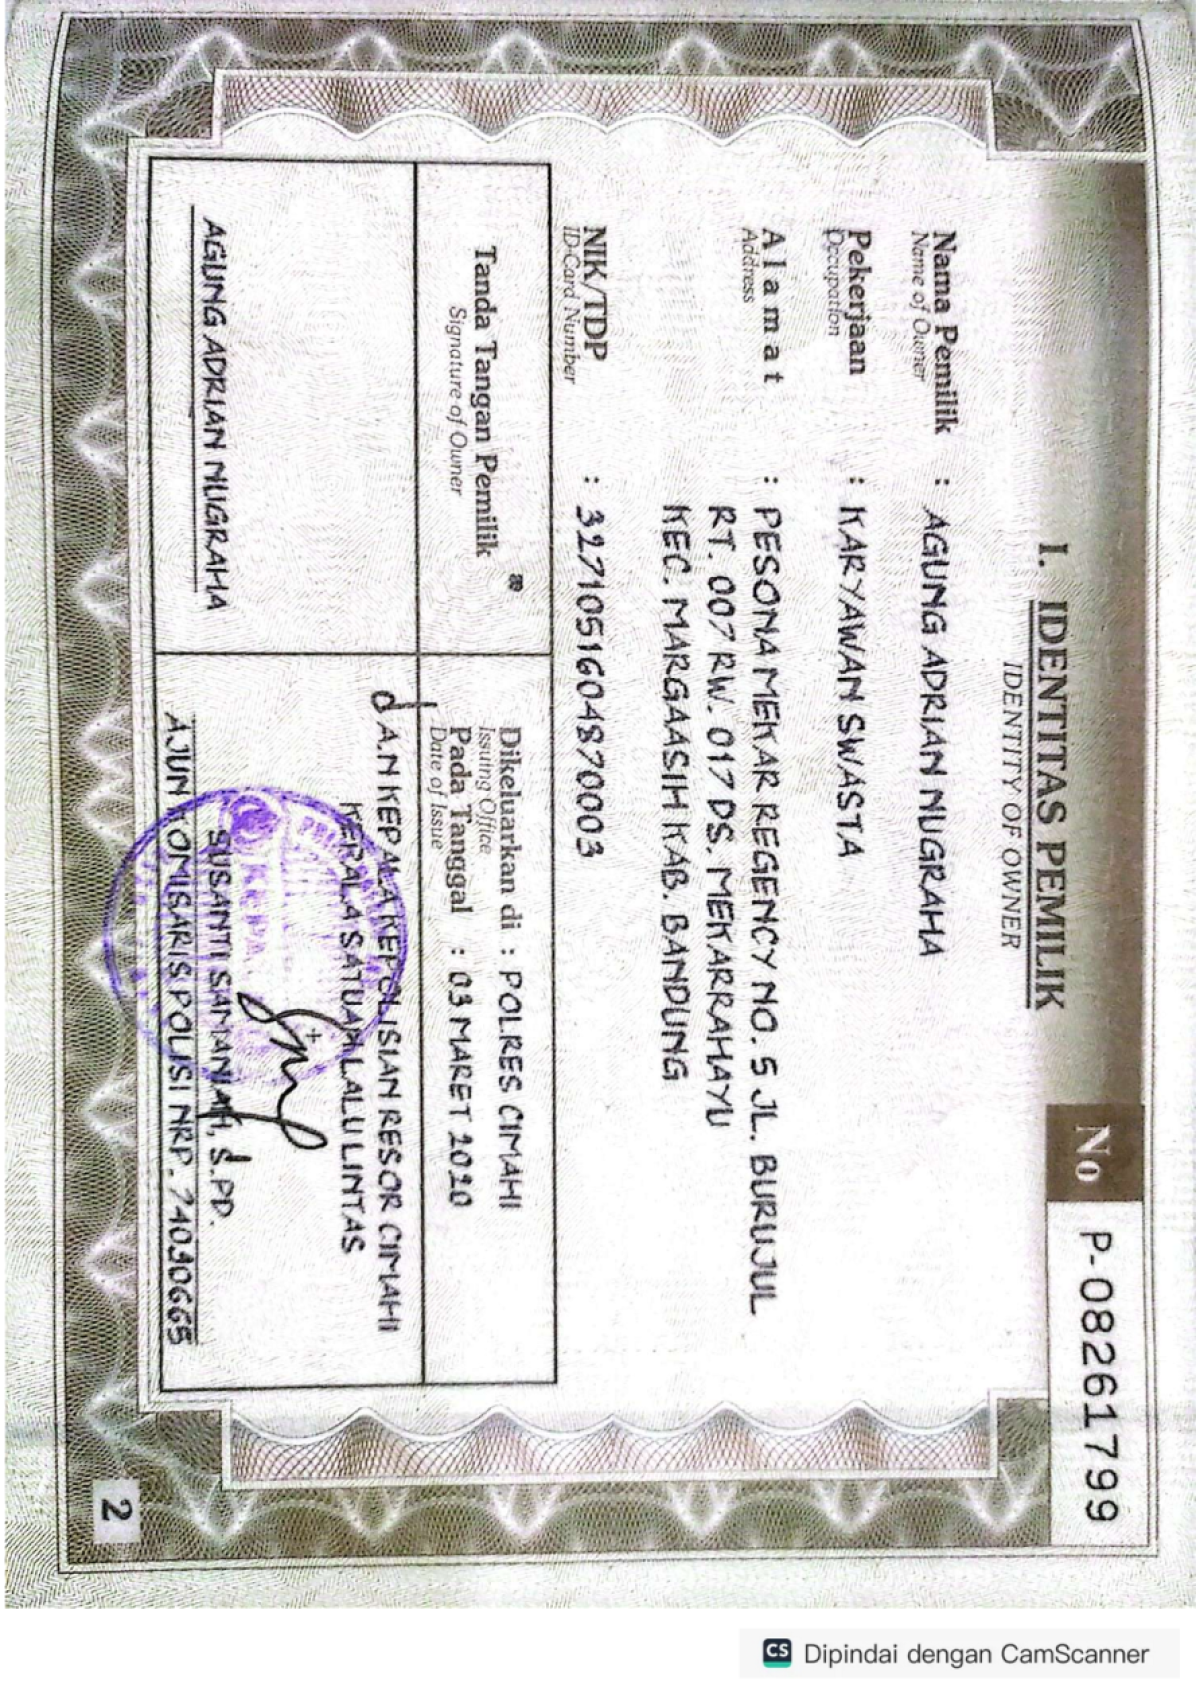 No P-08261799
I. IDENTITAS PEMILIK
IDENTITY OF OWNER
Nama Pemilik : AGUNG ADRIAN NUGRAHA
Name of Owner
Pekerjaan : KARYAWAN SWASTA
Occupation
Alamat : PESONA MEKAR REGENCY NO. 5 JL. BURUJUL
Address
RT. 007 RW. 017 DS. MEKARRAHAYU
KEC. MARGAASIH KAB. BANDUNG
NIK/TDP : 3271051604870003
ID-Card Number
Tanda Tangan Pemilik
Signature of Owner
Dikeluarkan di : POLRES CIMAHI
Issuing Office
Pada Tanggal : 03 MARET 2020
Date of Issue
A.N KEPALA KEPOLISIAN RESOR CIMAHI
KEPALA SATUAN LALU LINTAS
AGUNG ADRIAN NUGRAHA
SUSANTI SAMANIAH, S.PD.
AJUN KOMISARIS POLISI NRP. 74030665
2
CS Dipindai dengan CamScanner